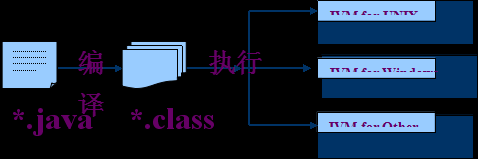 编译
*.java
*.class
执行
JVM for UNIX
JVM for Windows
JVM for Other